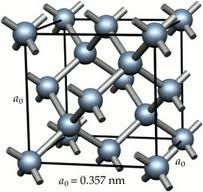 a₀
a₀
a₀ = 0.357 nm